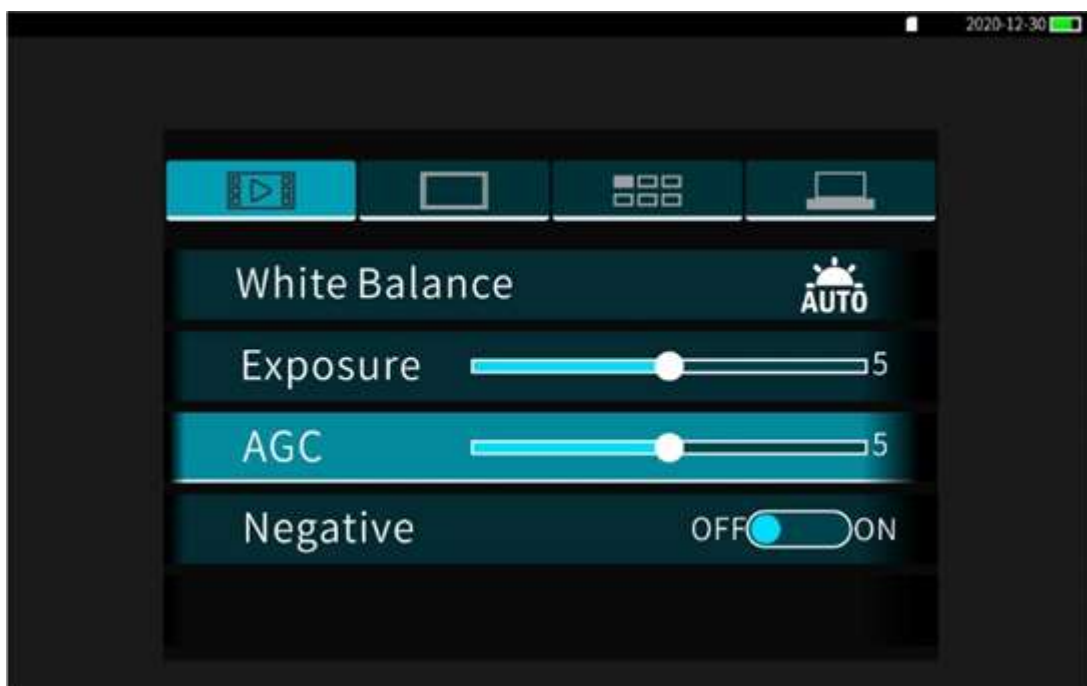 2020-12-30
White Balance
AUTO
Exposure 5
AGC 5
Negative OFF ON